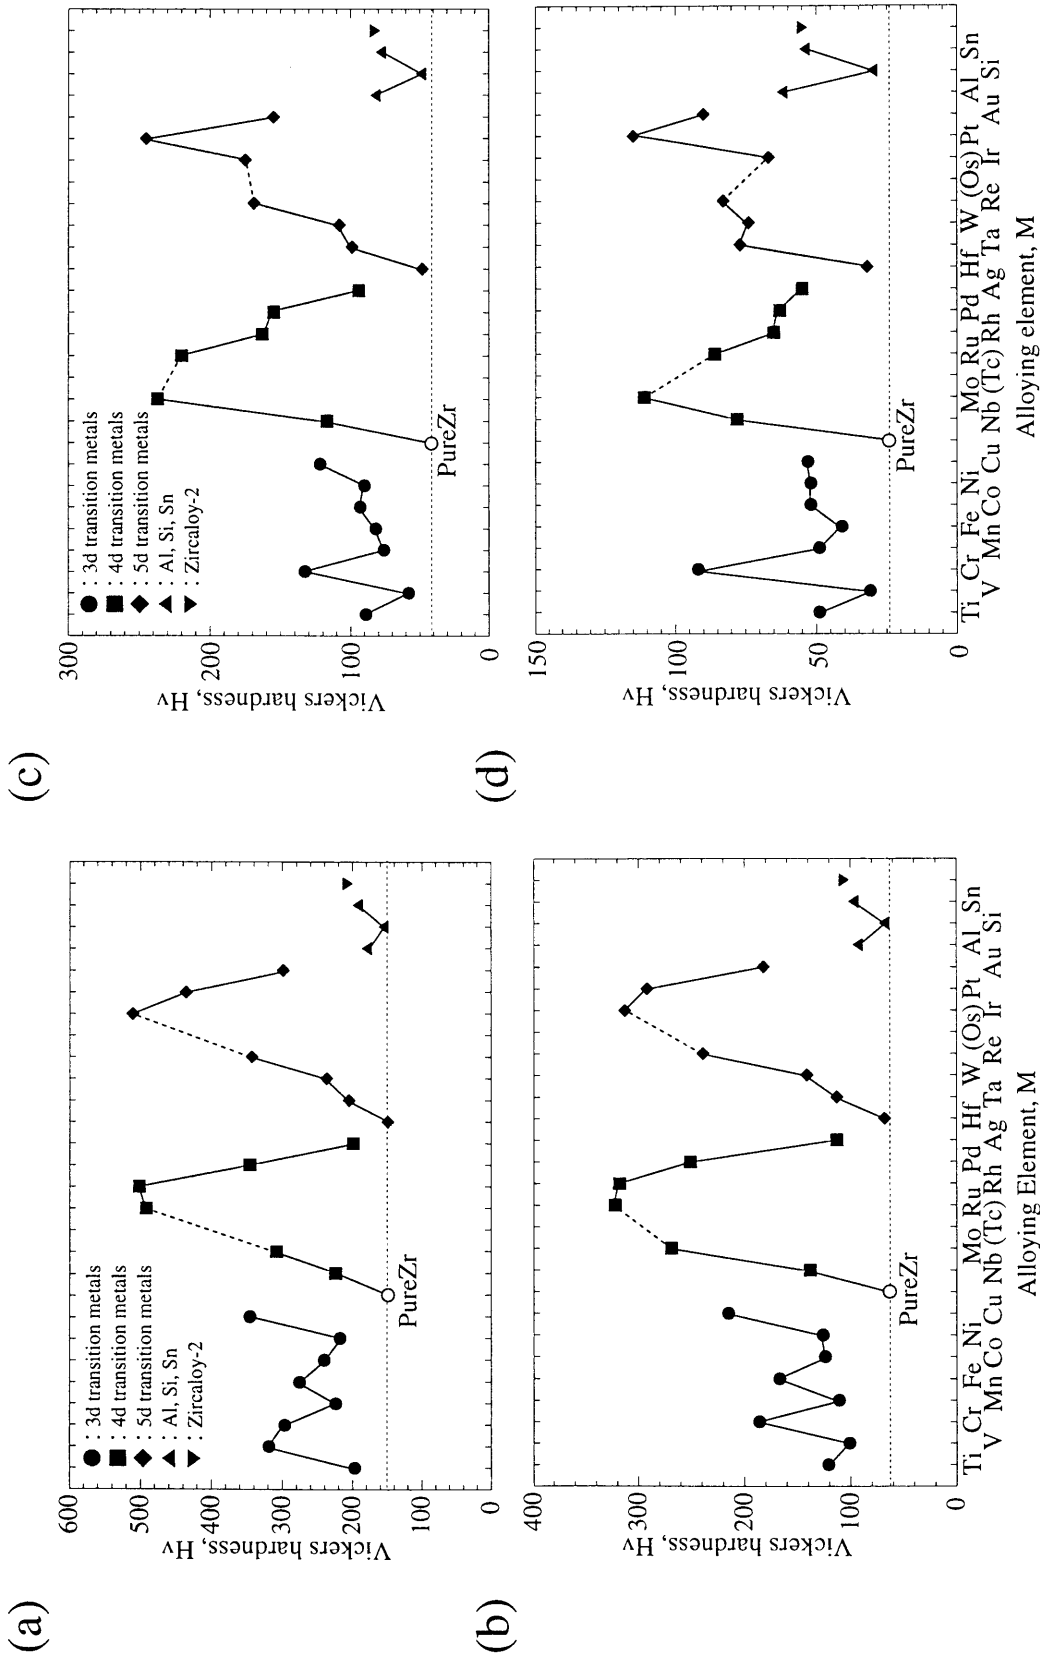 (a)
600
500
400
300
200
100
0
Vickers hardness, Hv
: 3d transition metals
: 4d transition metals
: 5d transition metals
: Al, Si, Sn
: Zircaloy-2
PureZr
(b)
400
300
200
100
0
Vickers hardness, Hv
PureZr
Ti Cr Fe Ni Mo Ru Pd Hf W (Os) Pt Al Sn
V Mn Co Cu Nb (Tc) Rh Ag Ta Re Ir Au Si
Alloying Element, M
(c)
300
200
100
0
Vickers hardness, Hv
: 3d transition metals
: 4d transition metals
: 5d transition metals
: Al, Si, Sn
: Zircaloy-2
PureZr
(d)
150
100
50
0
Vickers hardness, Hv
PureZr
Ti Cr Fe Ni Mo Ru Pd Hf W (Os) Pt Al Sn
V Mn Co Cu Nb (Tc) Rh Ag Ta Re Ir Au Si
Alloying element, M